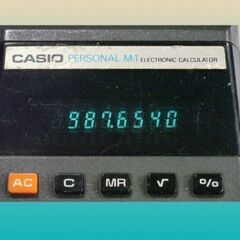 CASIO PERSONAL M-1 ELECTRONIC CALCULATOR
987.6540
AC C MR √ %